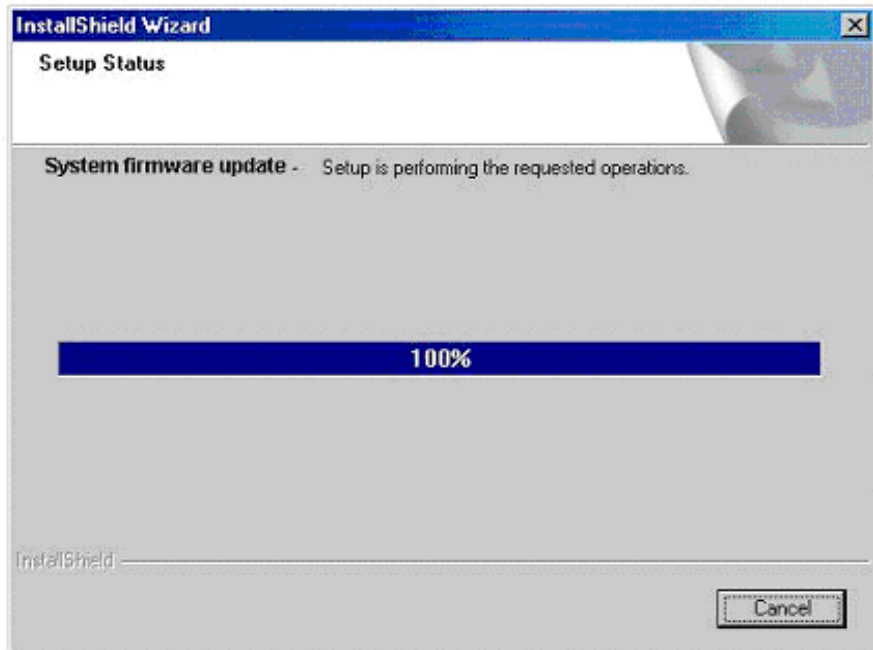 InstallShield Wizard
Setup Status
System firmware update - Setup is performing the requested operations.
100%
InstallShield
Cancel